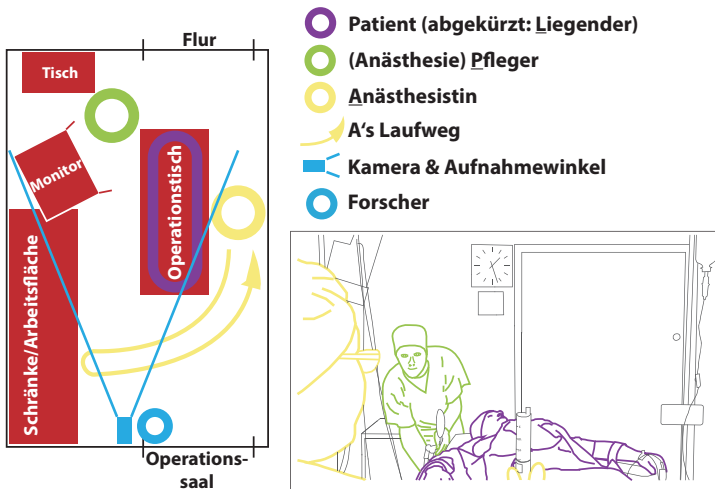 Flur
Tisch
Monitor
Operationstisch
Schränke/Arbeitsfläche
Operations-
saal
Patient (abgekürzt: Liegender)
(Anästhesie) Pfleger
Anästhesistin
A's Laufweg
Kamera & Aufnahmewinkel
Forscher